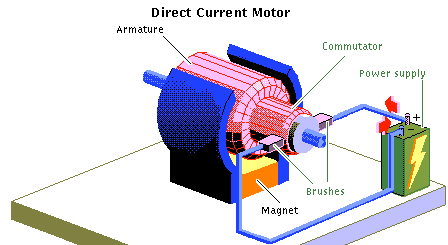 Direct Current Motor
Armature
Commutator
Power supply
+
Brushes
Magnet